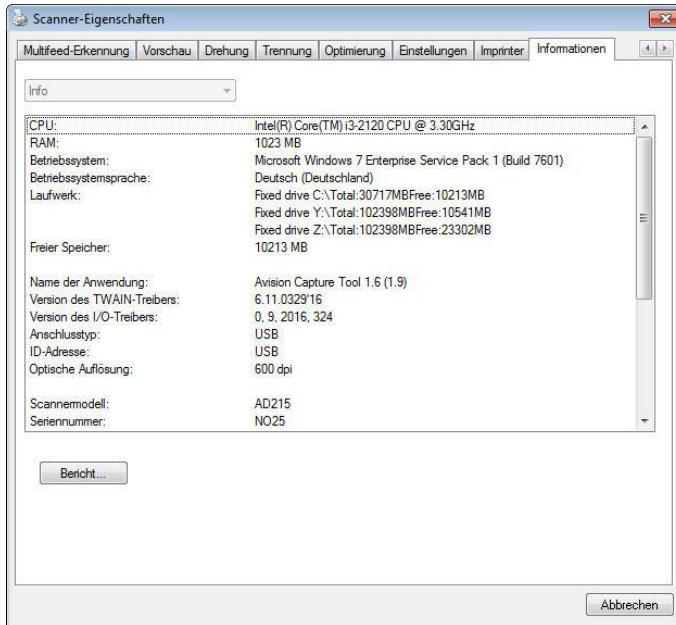 Scanner-Eigenschaften
Multifeed-Erkennung Vorschau Drehung Trennung Optimierung Einstellungen Imprinter Informationen
Info
CPU: Intel(R) Core(TM) i3-2120 CPU @ 3.30GHz
RAM: 1023 MB
Betriebssystem: Microsoft Windows 7 Enterprise Service Pack 1 (Build 7601)
Betriebssystemsprache: Deutsch (Deutschland)
Laufwerk: Fixed drive C:\Total:30717MBFree:10213MB
Fixed drive Y:\Total:102398MBFree:10541MB
Fixed drive Z:\Total:102398MBFree:23302MB
Freier Speicher: 10213 MB
Name der Anwendung: Avision Capture Tool 1.6 (1.9)
Version des TWAIN-Treibers: 6.11.0329'16
Version des I/O-Treibers: 0, 9, 2016, 324
Anschlusstyp: USB
ID-Adresse: USB
Optische Auflösung: 600 dpi
Scannermodell: AD215
Seriennummer: NO25
Bericht...
Abbrechen